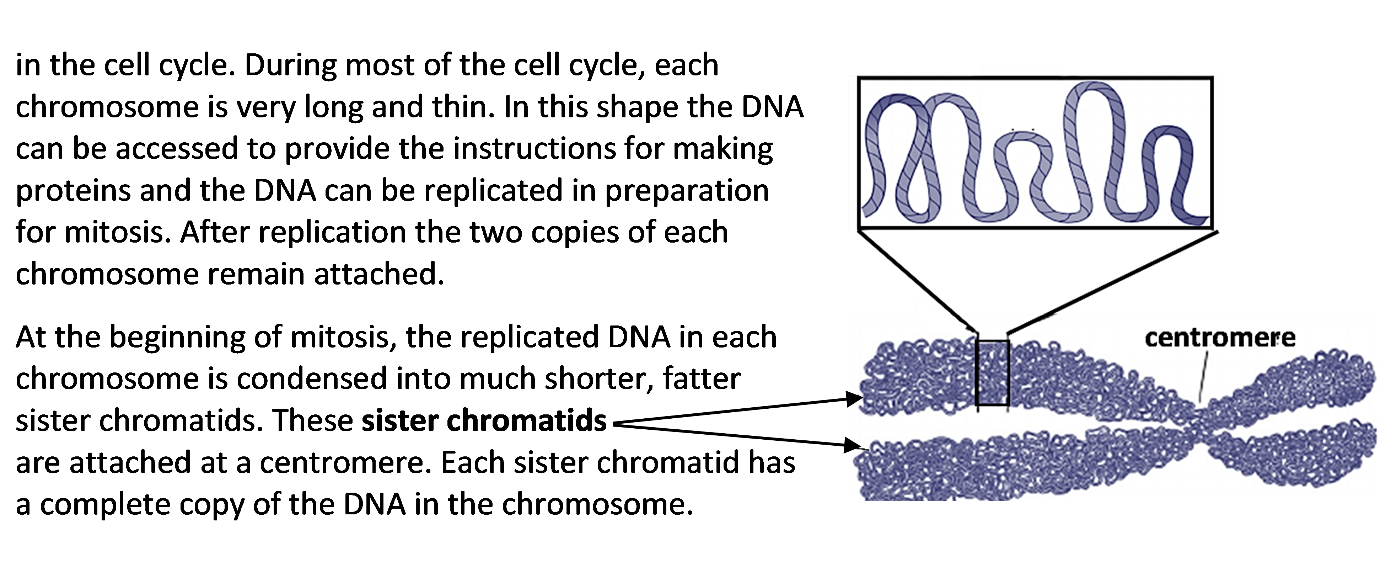 in the cell cycle. During most of the cell cycle, each
chromosome is very long and thin. In this shape the DNA
can be accessed to provide the instructions for making
proteins and the DNA can be replicated in preparation
for mitosis. After replication the two copies of each
chromosome remain attached.
At the beginning of mitosis, the replicated DNA in each
chromosome is condensed into much shorter, fatter
sister chromatids. These sister chromatids
are attached at a centromere. Each sister chromatid has
a complete copy of the DNA in the chromosome.
centromere